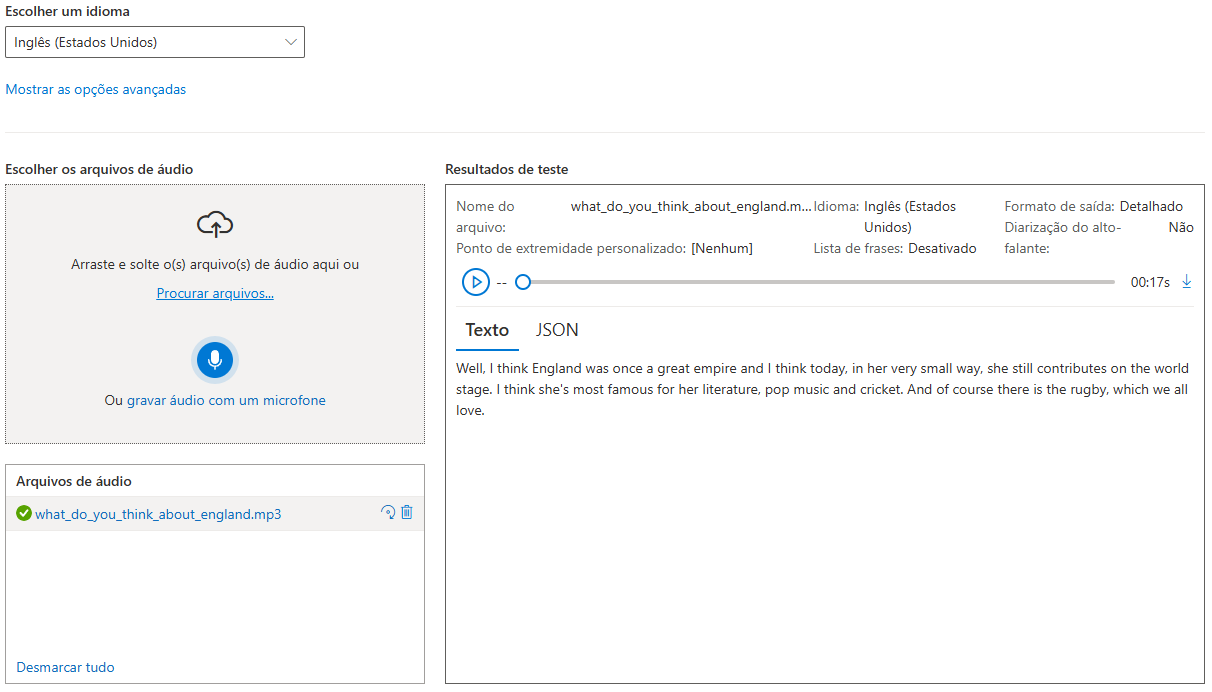 Escolher um idioma
Inglês (Estados Unidos)
Mostrar as opções avançadas
Escolher os arquivos de áudio
Arraste e solte o(s) arquivo(s) de áudio aqui ou
Procurar arquivos...
Ou gravar áudio com um microfone
Arquivos de áudio
what_do_you_think_about_england.mp3
Desmarcar tudo
Resultados de teste
Nome do arquivo: what_do_you_think_about_england.m... Idioma: Inglês (Estados Unidos) Formato de saída: Detalhado
Diarização do alto-falante: Não
Ponto de extremidade personalizado: [Nenhum] Lista de frases: Desativado
-- 00:17s
Texto JSON
Well, I think England was once a great empire and I think today, in her very small way, she still contributes on the world
stage. I think she's most famous for her literature, pop music and cricket. And of course there is the rugby, which we all
love.